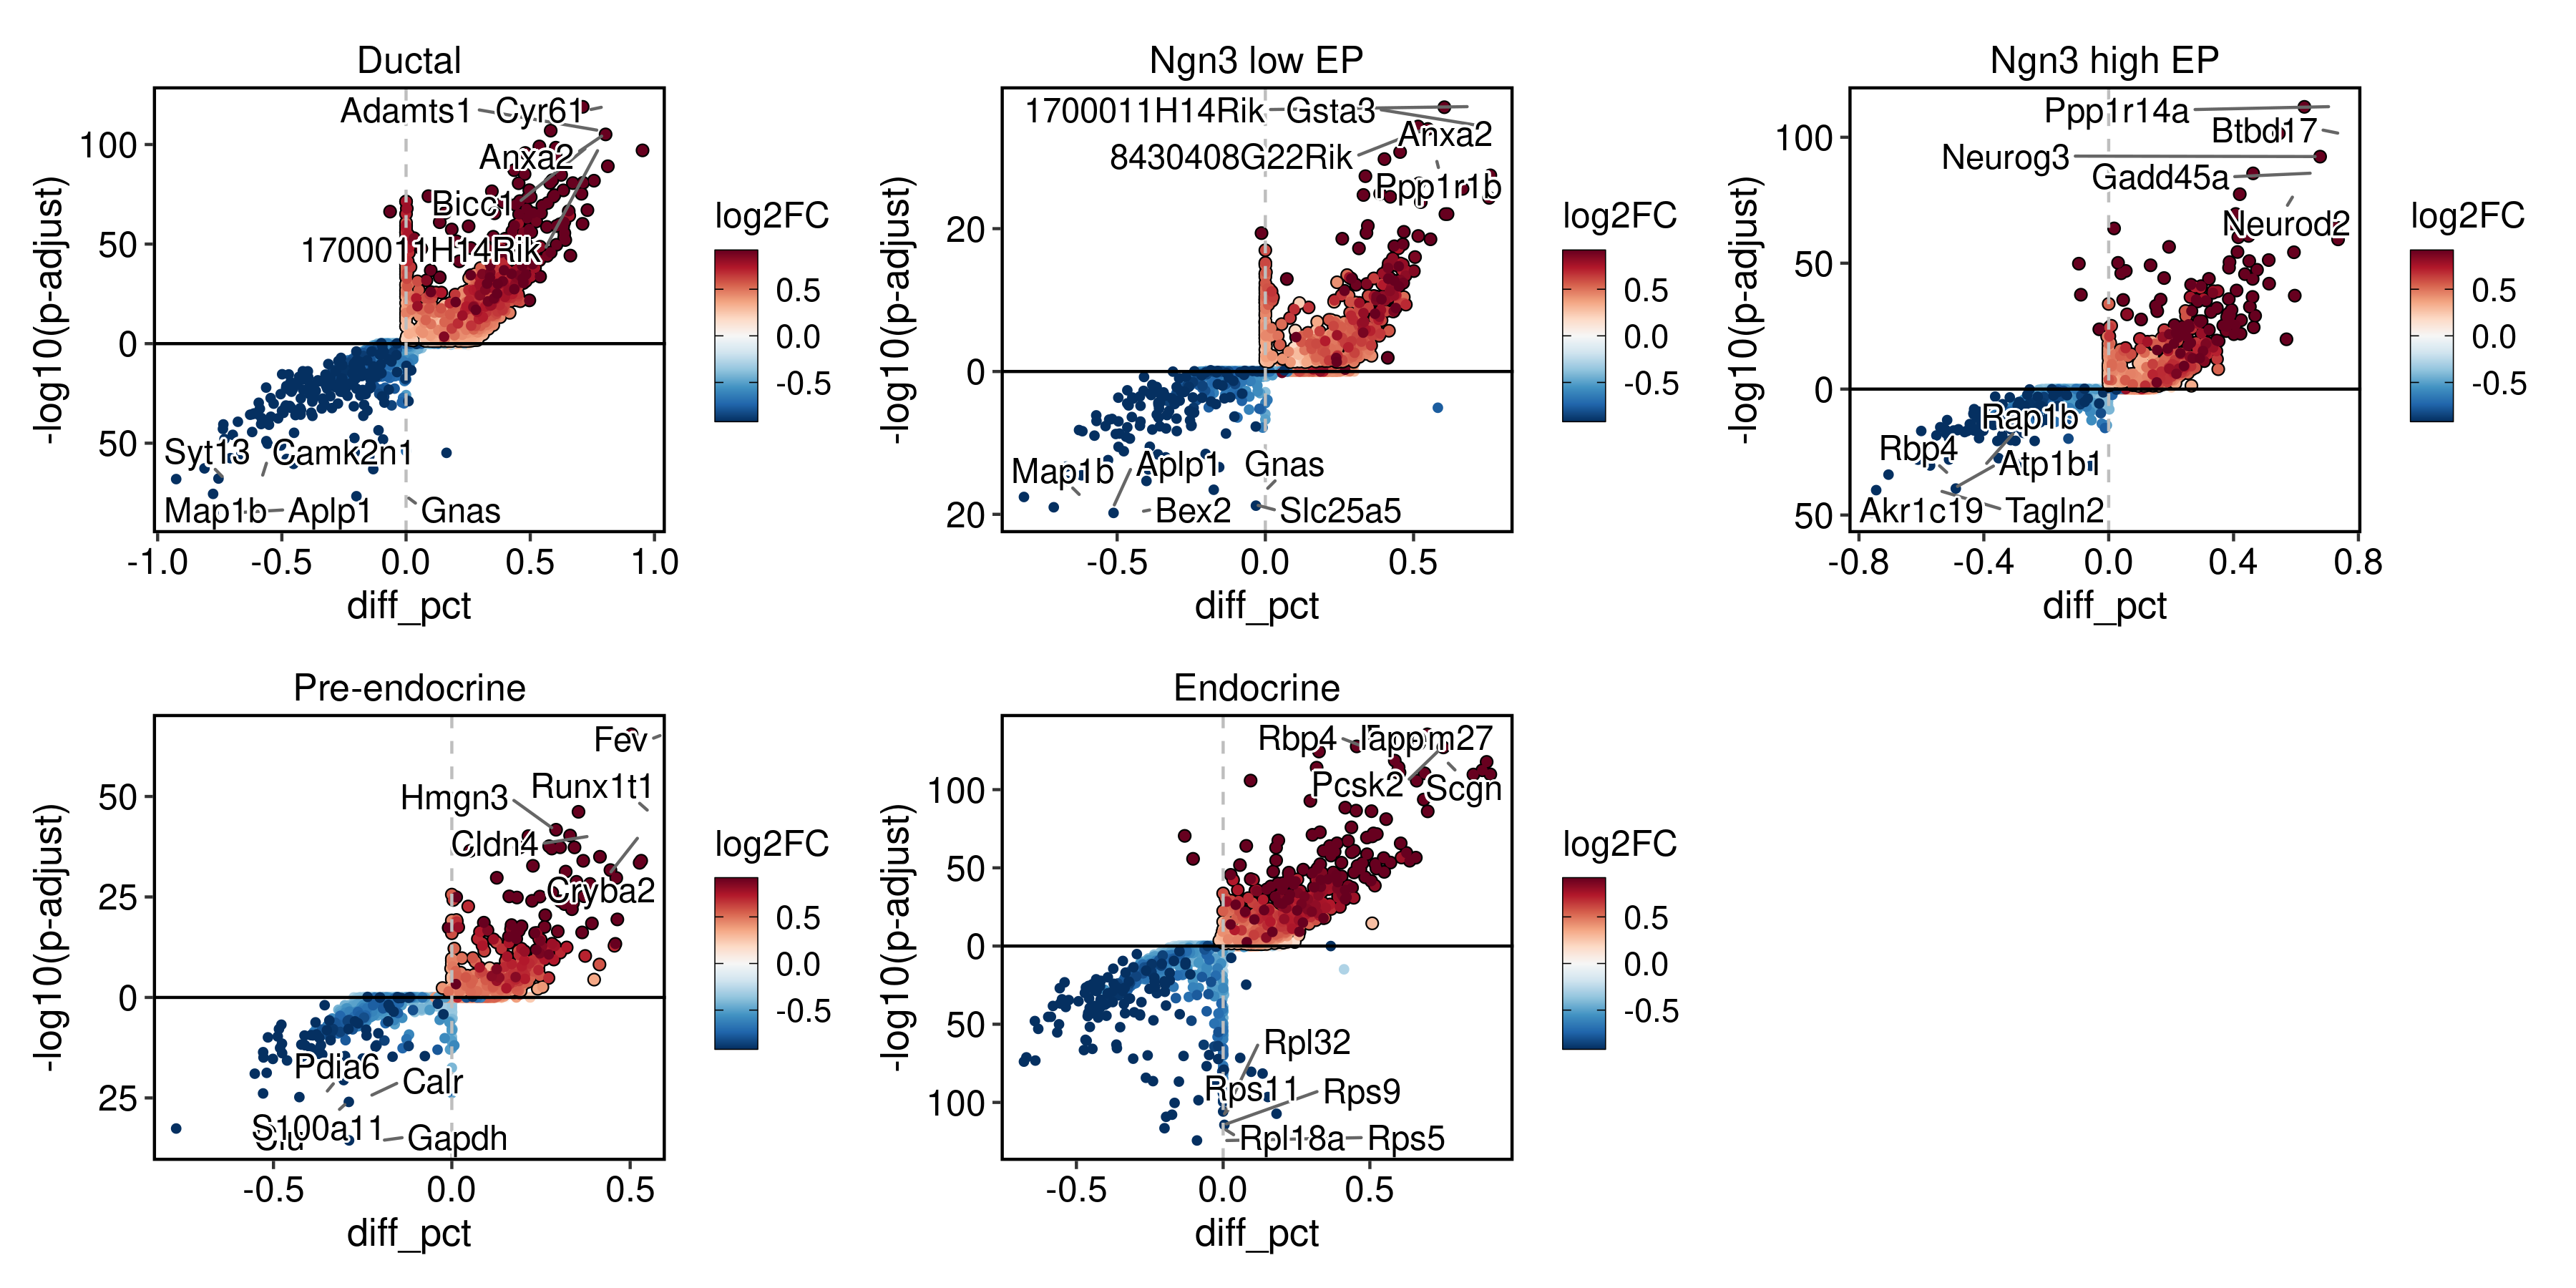 Ductal
Adamts1
Cyr61
Anxa2
Bicc1
1700011H14Rik
Syt13
Camk2n1
Map1b
Aplp1
Gnas
100
50
0
50
-log10(p-adjust)
-1.0
-0.5
0.0
0.5
1.0
diff_pct
log2FC
0.5
0.0
-0.5
Ngn3 low EP
1700011H14Rik
Gsta3
Anxa2
8430408G22Rik
Ppp1r1b
Map1b
Aplp1
Gnas
Bex2
Slc25a5
20
0
20
-log10(p-adjust)
-0.5
0.0
0.5
diff_pct
log2FC
0.5
0.0
-0.5
Ngn3 high EP
Ppp1r14a
Btbd17
Neurog3
Gadd45a
Neurod2
Rap1b
Rbp4
Atp1b1
Akr1c19
Tagln2
100
50
0
50
-log10(p-adjust)
-0.8
-0.4
0.0
0.4
0.8
diff_pct
log2FC
0.5
0.0
-0.5
Pre-endocrine
Fev
Runx1t1
Hmgn3
Cldn4
Cryba2
Pdia6
Calr
S100a11
Gapdh
50
25
0
25
-log10(p-adjust)
-0.5
0.0
0.5
diff_pct
log2FC
0.5
0.0
-0.5
Endocrine
Rbp4
Pcsk2
Scgn
Rpl32
Rps11
Rps9
Rpl18a
Rps5
100
50
0
50
100
-log10(p-adjust)
-0.5
0.0
0.5
diff_pct
log2FC
0.5
0.0
-0.5